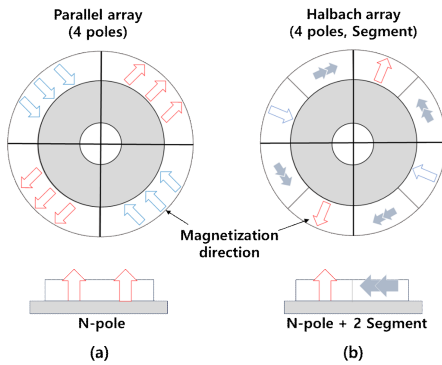 Parallel array
(4 poles)
Halbach array
(4 poles, Segment)
Magnetization
direction
N-pole
N-pole + 2 Segment
(a)
(b)